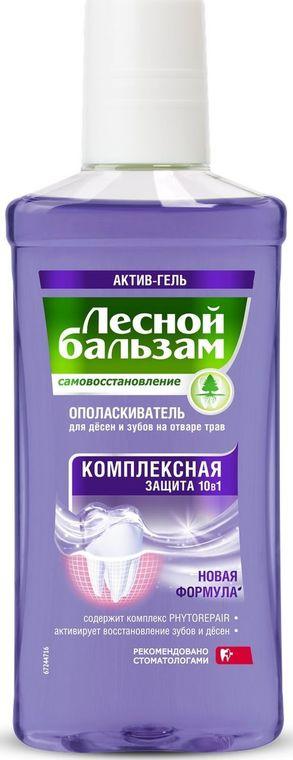 АКТИВ-ГЕЛЬ
Лесной
бальзам
самовосстановление
ОПОЛАСКИВАТЕЛЬ
для дёсен и зубов на отваре трав
КОМПЛЕКСНАЯ
ЗАЩИТА 10в1
НОВАЯ
ФОРМУЛА
содержит комплекс PHYTOREPAIR •
активирует восстановление зубов и дёсен •
РЕКОМЕНДОВАНО
СТОМАТОЛОГАМИ
67244716